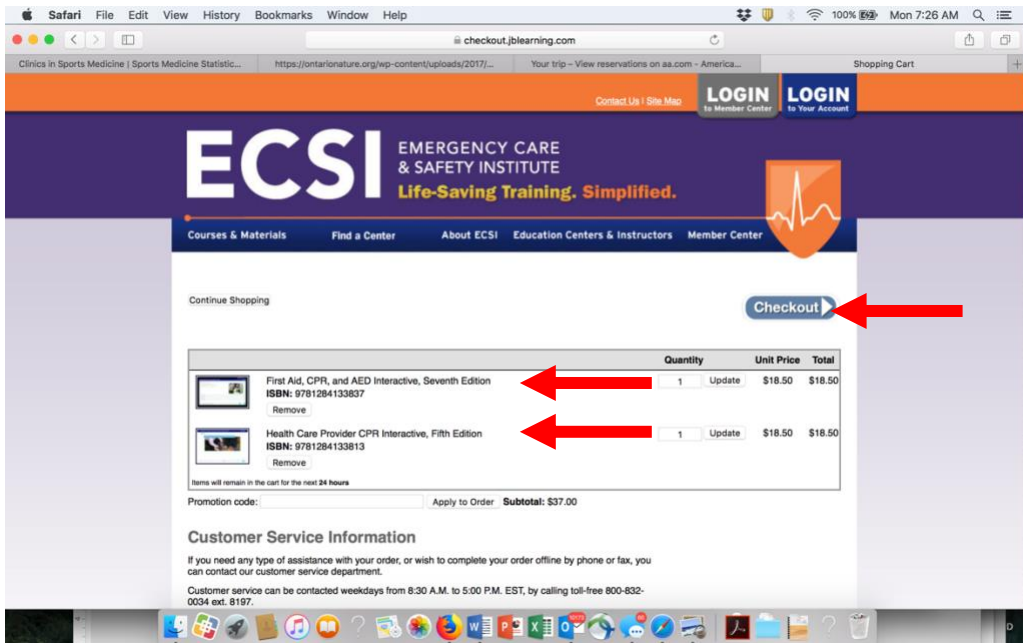 Safari File Edit View History Bookmarks Window Help 100% Mon 7:26 AM
checkout.jblearning.com
Clinics in Sports Medicine | Sports Medicine Statistic... https://ontarionature.org/wp-content/uploads/2017/... Your trip – View reservations on aa.com - America... Shopping Cart
Contact Us | Site Map
LOGIN
to Member Center
LOGIN
to Your Account
ECSI
EMERGENCY CARE
& SAFETY INSTITUTE
Life-Saving Training. Simplified.
Courses & Materials Find a Center About ECSI Education Centers & Instructors Member Center
Continue Shopping
Checkout
Quantity Unit Price Total
First Aid, CPR, and AED Interactive, Seventh Edition 1 Update $18.50 $18.50
ISBN: 9781284133837
Remove
Health Care Provider CPR Interactive, Fifth Edition 1 Update $18.50 $18.50
ISBN: 9781284133813
Remove
Items will remain in the cart for the next 24 hours
Promotion code: Apply to Order Subtotal: $37.00
Customer Service Information
If you need any type of assistance with your order, or wish to complete your order offline by phone or fax, you
can contact our customer service department.
Customer service can be contacted weekdays from 8:30 A.M. to 5:00 P.M. EST, by calling toll-free 800-832-
0034 ext. 8197.